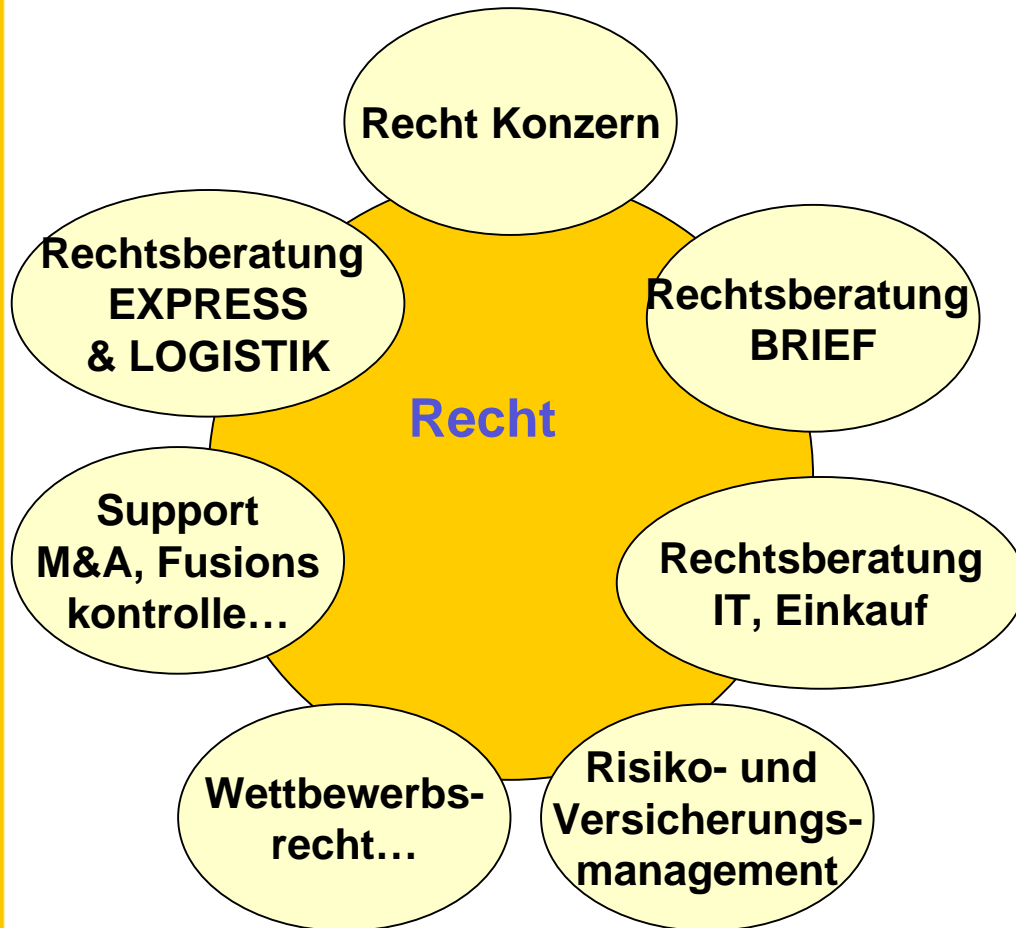 Recht Konzern
Rechtsberatung
EXPRESS
& LOGISTIK
Rechtsberatung
BRIEF
Recht
Support
M&A, Fusions
kontrolle…
Rechtsberatung
IT, Einkauf
Wettbewerbs-
recht…
Risiko- und
Versicherungs-
management